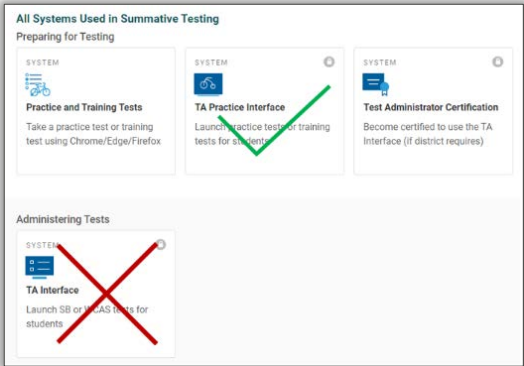 All Systems Used in Summative Testing
Preparing for Testing
SYSTEM
Practice and Training Tests
Take a practice test or training
test using Chrome/Edge/Firefox
SYSTEM
TA Practice Interface
Launch practice tests or training
tests for students
SYSTEM
Test Administrator Certification
Become certified to use the TA
Interface (if district requires)
Administering Tests
SYSTEM
TA Interface
Launch SB or WCAS tests for
students